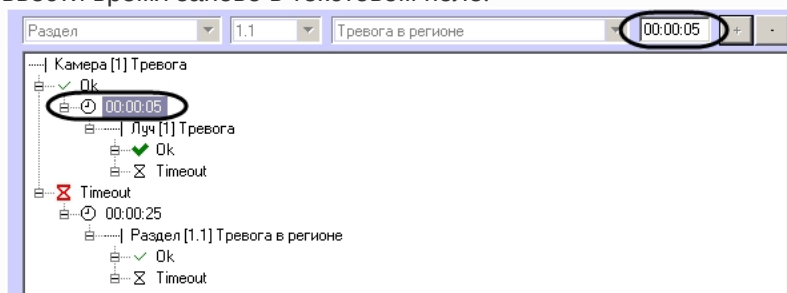 ввести время заново в текстовом поле.
Раздел 1.1 Тревога в регионе 00:00:05 + -
Камера [1] Тревога
Ok
00:00:05
Луч [1] Тревога
Ok
Timeout
Timeout
00:00:25
Раздел [1.1] Тревога в регионе
Ok
Timeout